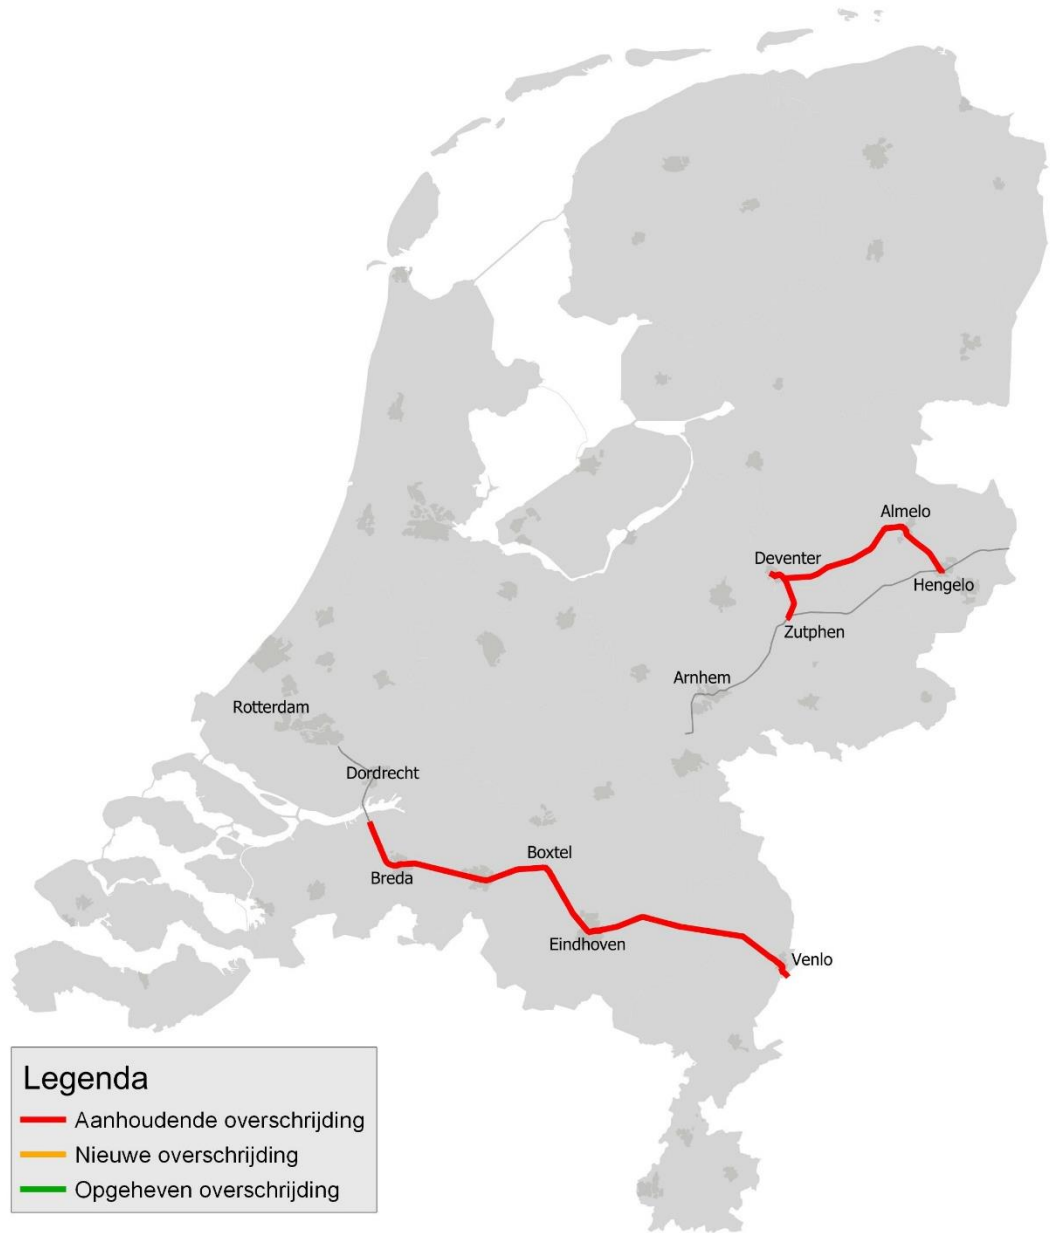 Almelo
Deventer
Hengelo
Zutphen
Arnhem
Rotterdam
Dordrecht
Boxtel
Breda
Eindhoven
Venlo
Legenda
Aanhoudende overschrijding
Nieuwe overschrijding
Opgeheven overschrijding